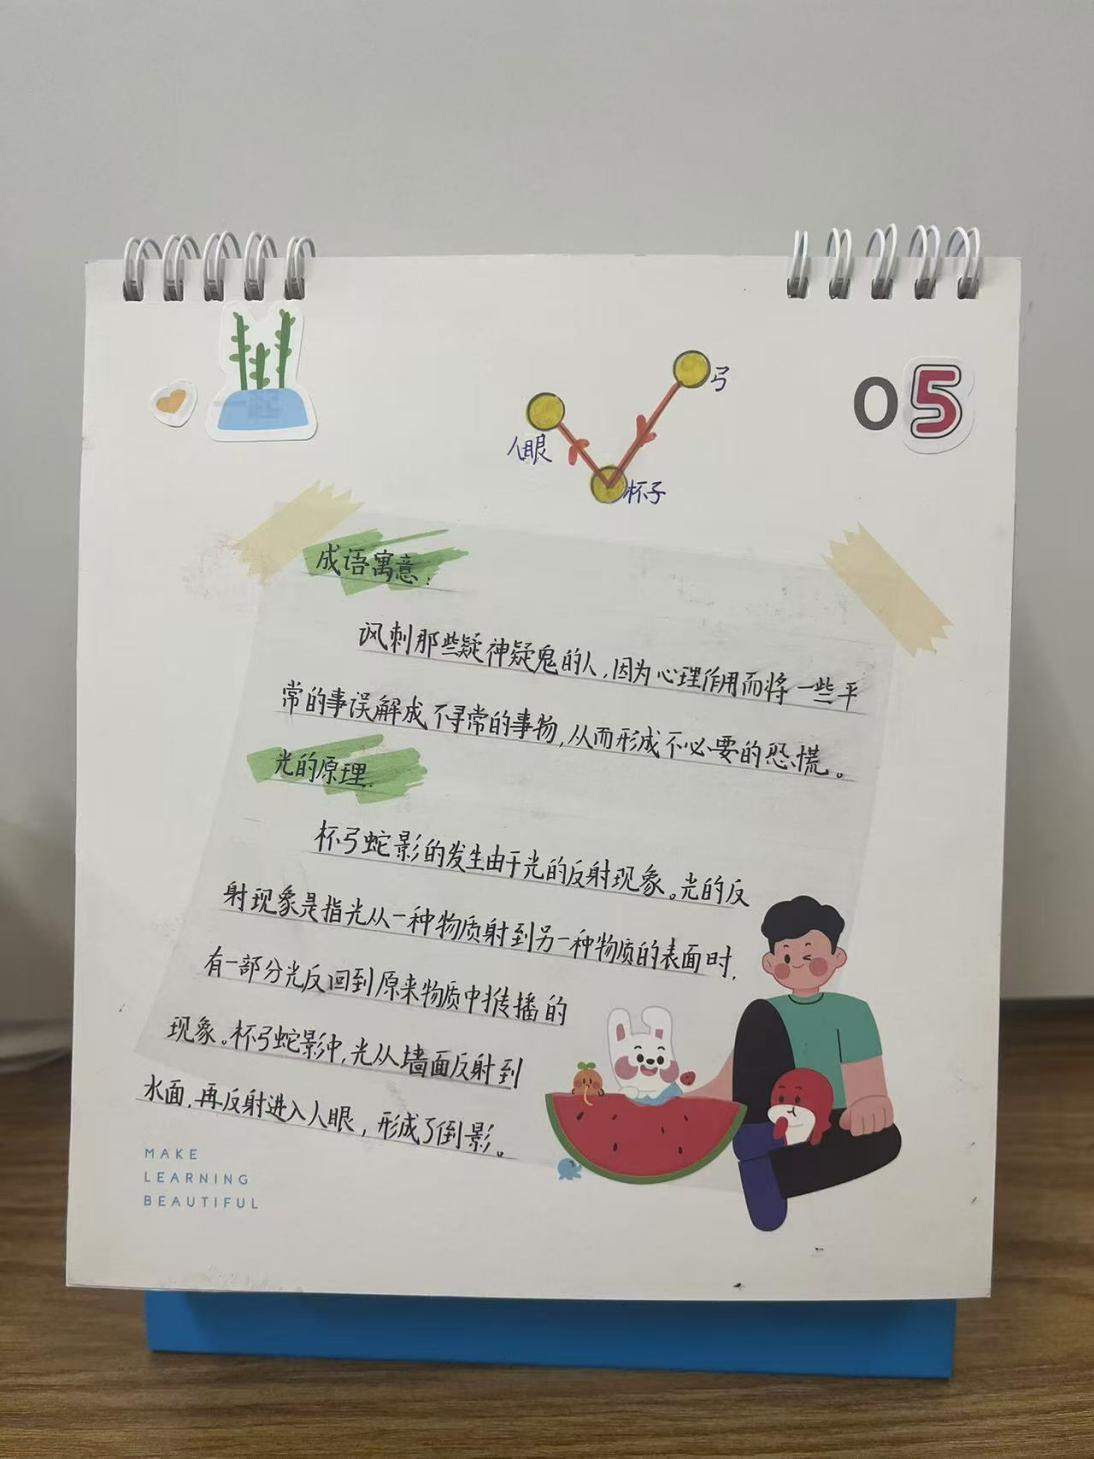 05
弓
人眼
杯子
成语寓意：
讽刺那些疑神疑鬼的人，因为心理作用而将一些平
常的事误解成不寻常的事物，从而形成不必要的恐慌。
光的原理：
杯弓蛇影的发生由于光的反射现象。光的反
射现象是指光从一种物质射到另一种物质的表面时，
有一部分光反回到原来物质中传播的
现象。杯弓蛇影中，光从墙面反射到
水面，再反射进入人眼，形成了倒影。
MAKE
LEARNING
BEAUTIFUL